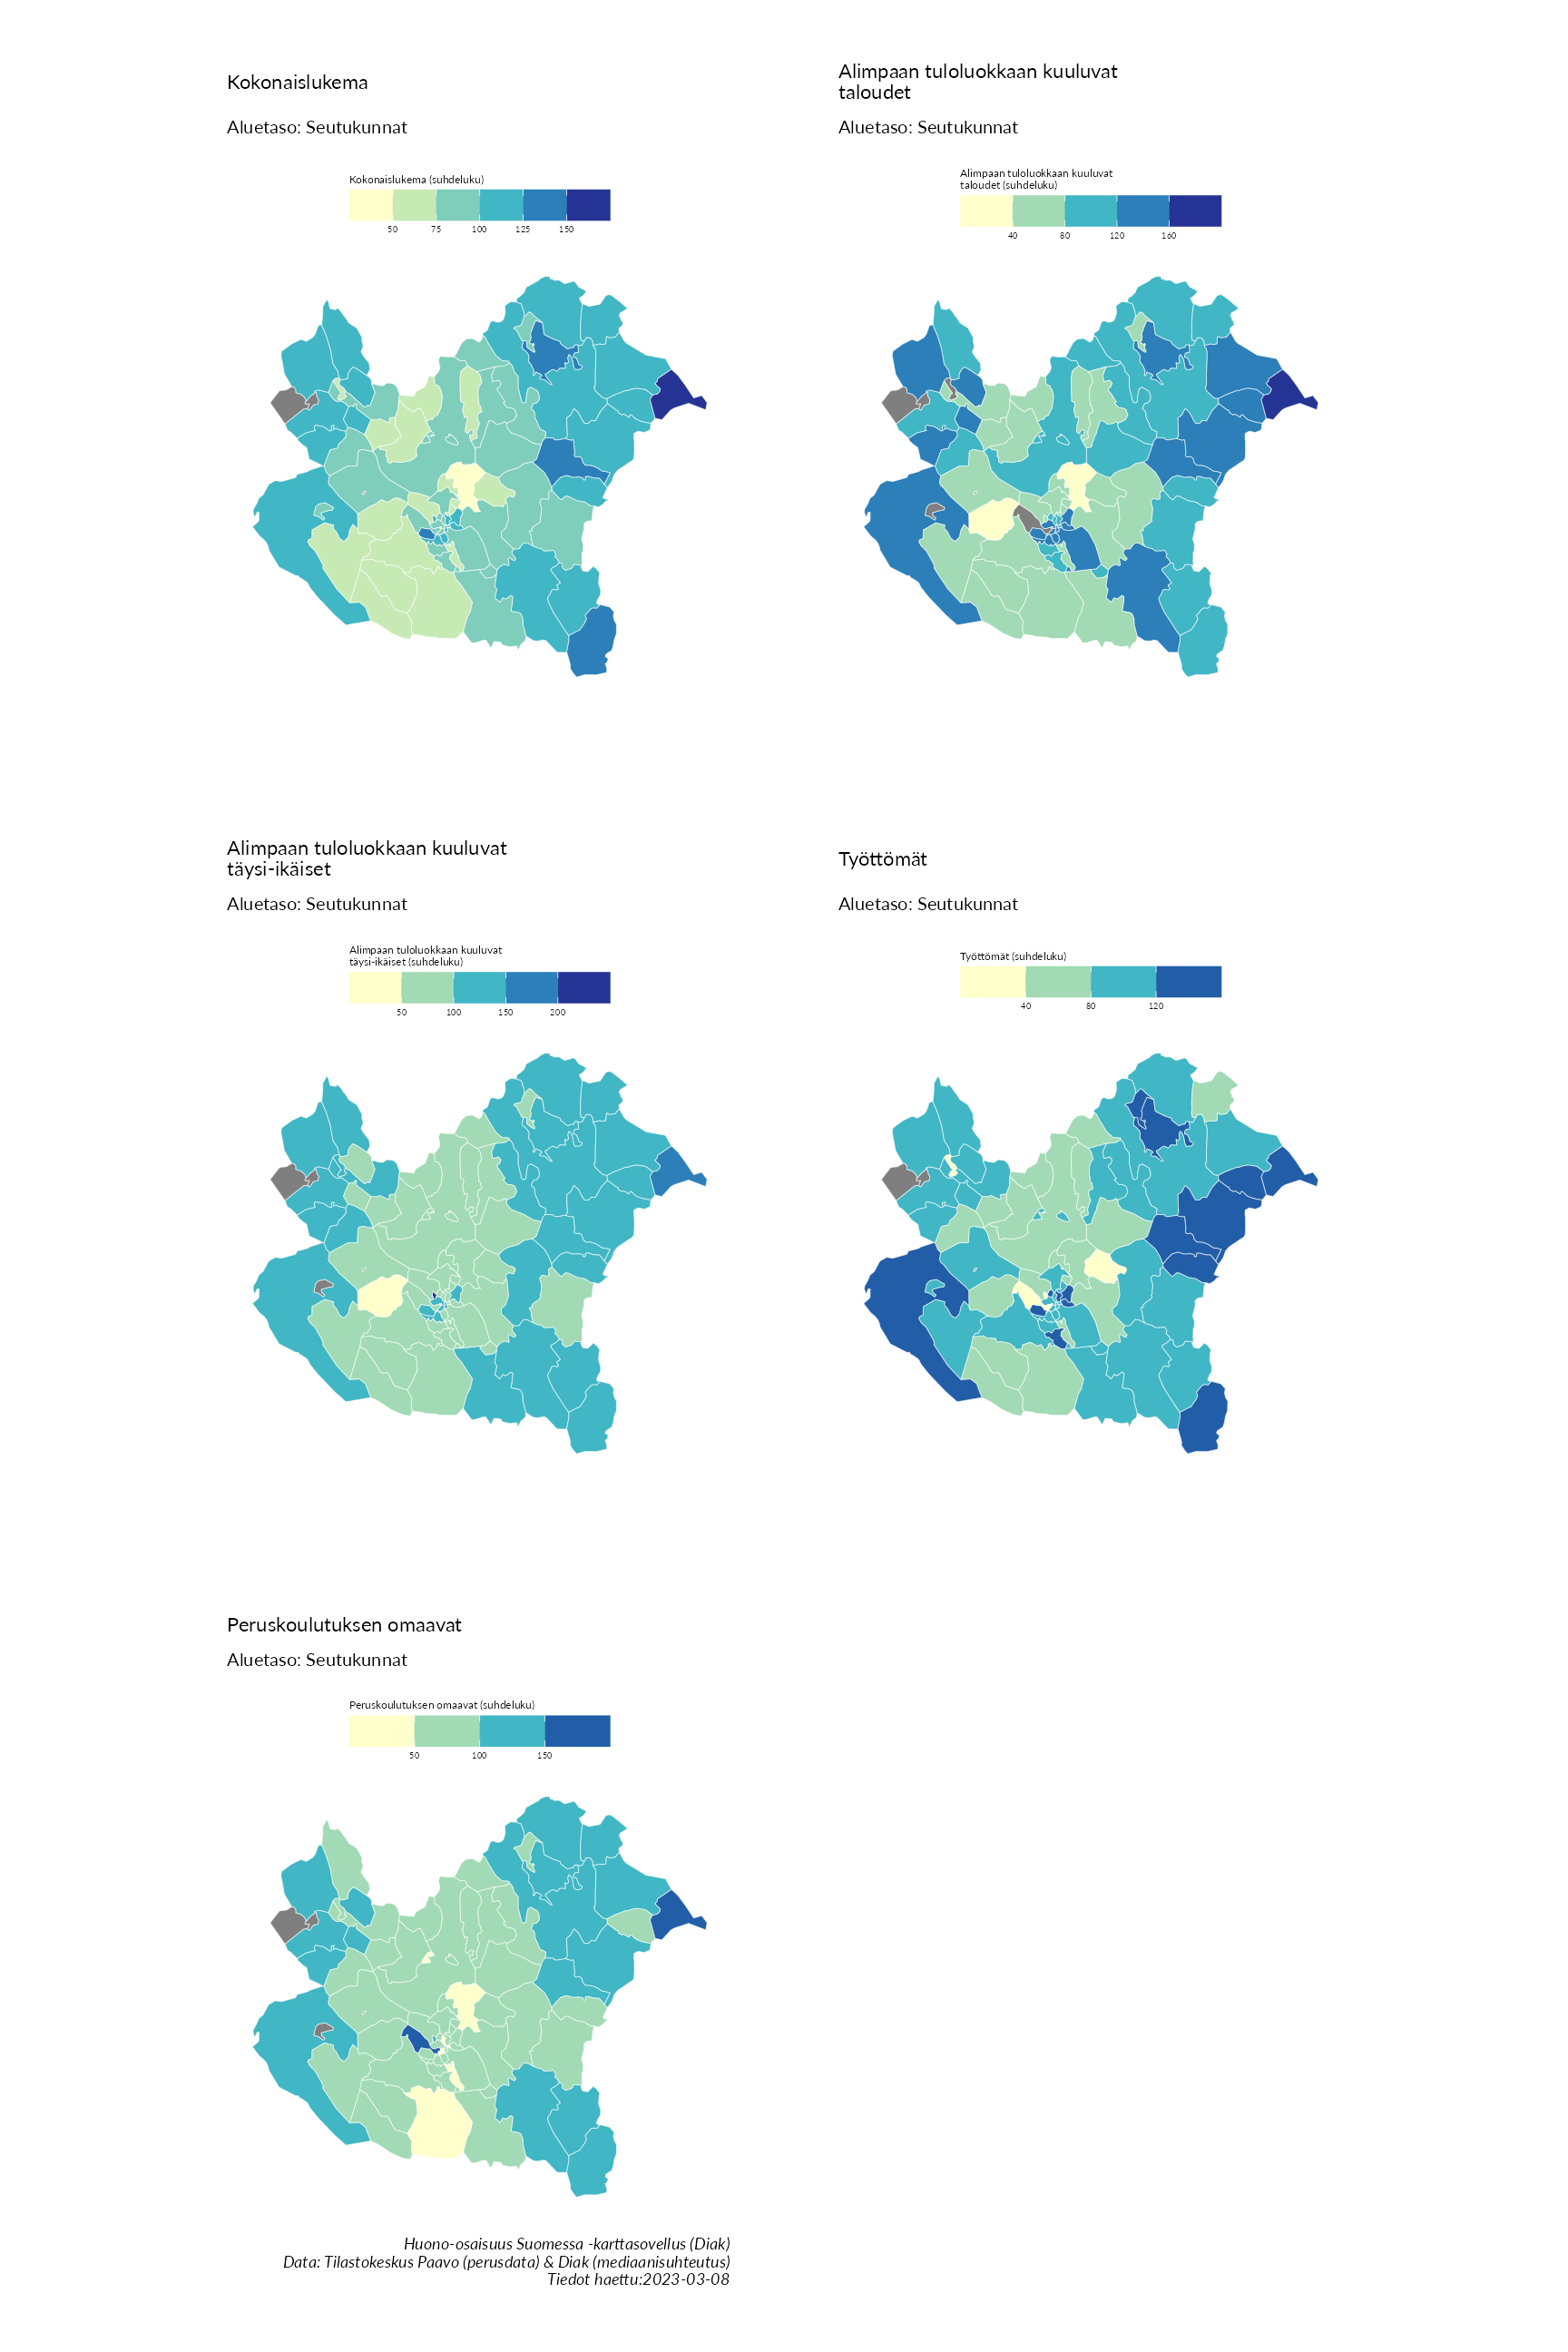 Kokonaislukema
Aluetaso: Seutukunnat
Kokonaislukema (suhdeluku)
50 75 100 125 150
Alimpaan tuloluokkaan kuuluvat
taloudet
Aluetaso: Seutukunnat
Alimpaan tuloluokkaan kuuluvat
taloudet (suhdeluku)
40 80 120 160
Alimpaan tuloluokkaan kuuluvat
täysi-ikäiset
Aluetaso: Seutukunnat
Alimpaan tuloluokkaan kuuluvat
täysi-ikäiset (suhdeluku)
50 100 150 200
Työttömät
Aluetaso: Seutukunnat
Työttömät (suhdeluku)
40 80 120
Peruskoulutuksen omaavat
Aluetaso: Seutukunnat
Peruskoulutuksen omaavat (suhdeluku)
50 100 150
Huono-osaisuus Suomessa -karttasovellus (Diak)
Data: Tilastokeskus Paavo (perusdata) & Diak (mediaanisuhteutus)
Tiedot haettu:2023-03-08